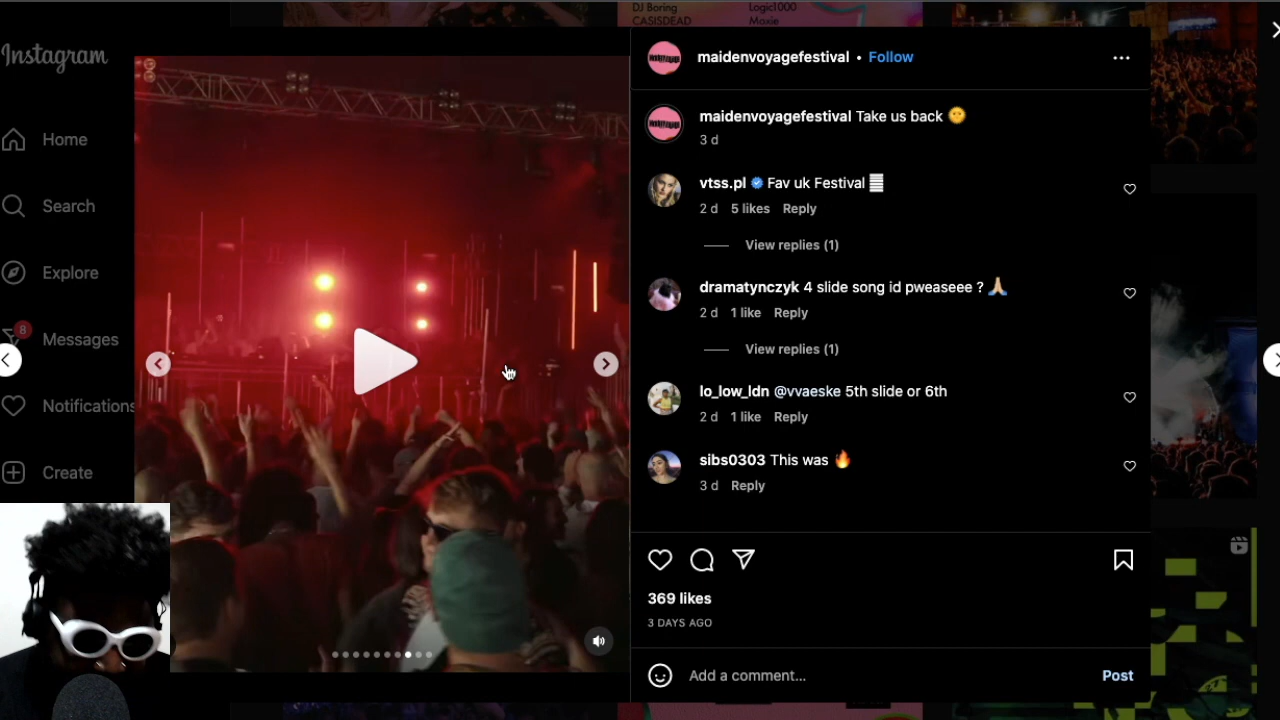 DJ Boring
CASISDEAD
Logic1000
Moxie
Instagram
Home
Search
Explore
8
Messages
Notifications
Create
maidenvoyagefestival • Follow
maidenvoyagefestival Take us back 🌞
3 d
vtss.pl Fav uk Festival
2 d 5 likes Reply
View replies (1)
dramatynczyk 4 slide song id pweaseee ? 🙏🏼
2 d 1 like Reply
View replies (1)
lo_low_ldn @vvaeske 5th slide or 6th
2 d 1 like Reply
sibs0303 This was 🔥
3 d Reply
369 likes
3 DAYS AGO
Add a comment...
Post